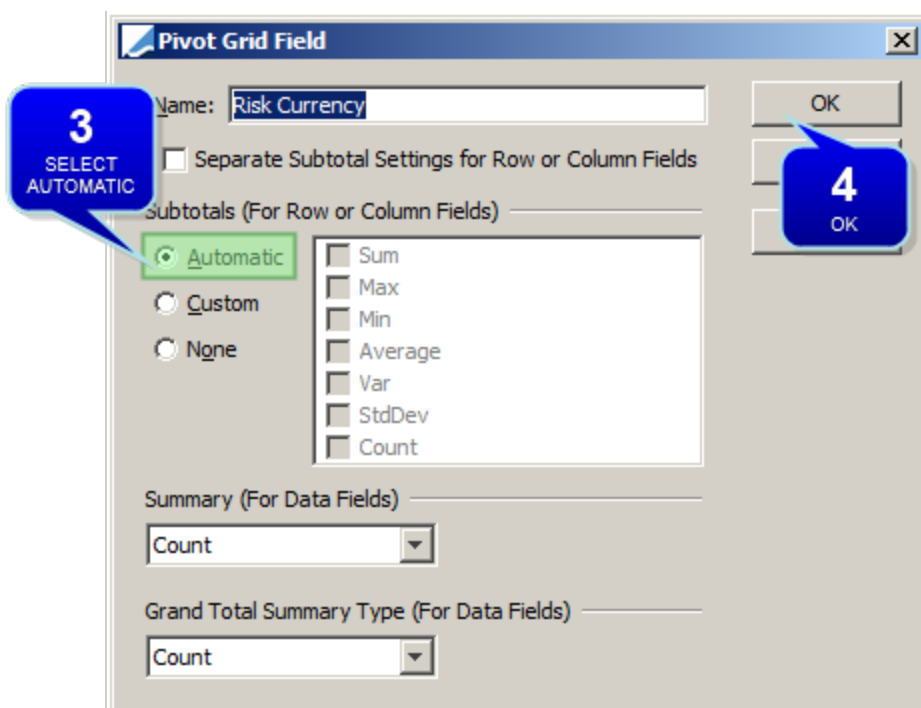 Pivot Grid Field
Name: Risk Currency
OK
3
SELECT
AUTOMATIC
Separate Subtotal Settings for Row or Column Fields
4
OK
Subtotals (For Row or Column Fields)
Automatic
Custom
None
Sum
Max
Min
Average
Var
StdDev
Count
Summary (For Data Fields)
Count
Grand Total Summary Type (For Data Fields)
Count